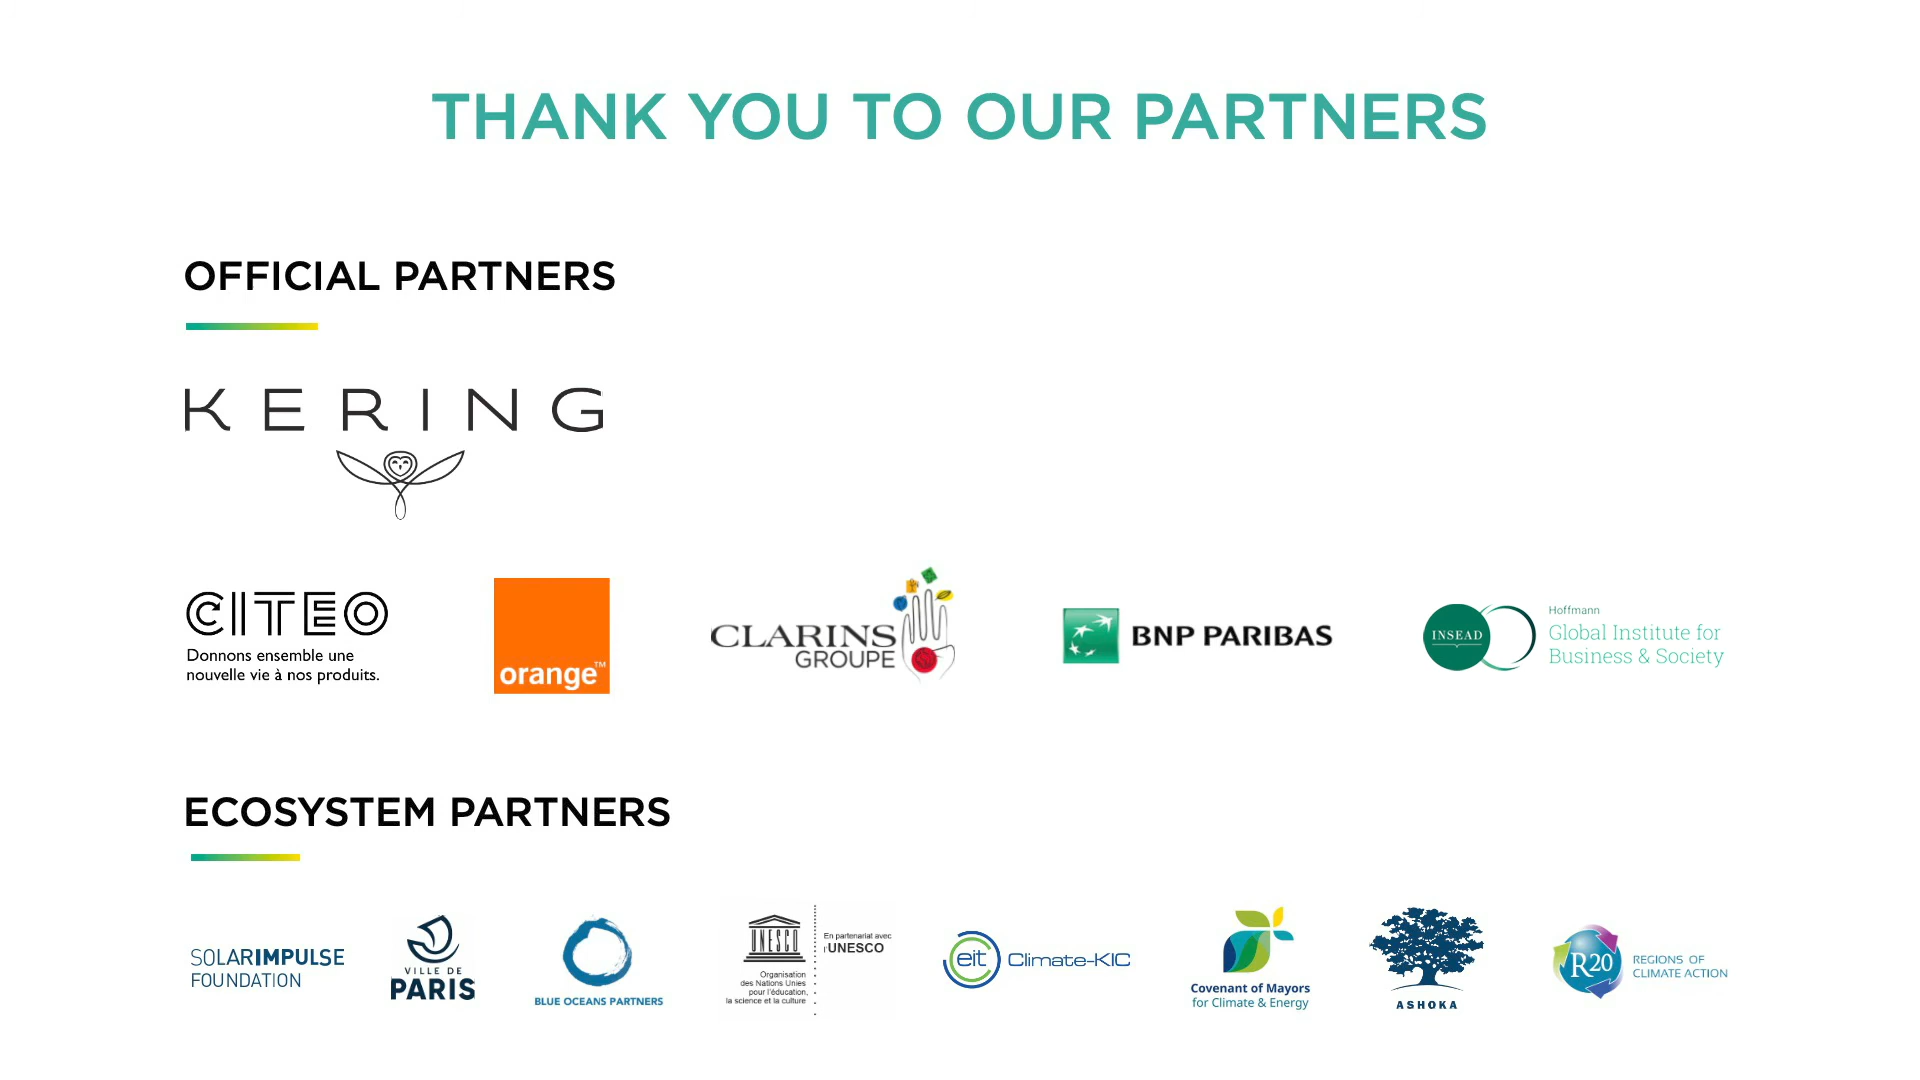 THANK YOU TO OUR PARTNERS
OFFICIAL PARTNERS
KERING
CITEO
Donnons ensemble une
nouvelle vie à nos produits.
orange™
CLARINS
GROUPE
BNP PARIBAS
INSEAD
Hoffmann
Global Institute for
Business & Society
ECOSYSTEM PARTNERS
SOLARIMPULSE
FOUNDATION
VILLE DE
PARIS
BLUE OCEANS PARTNERS
UNESCO
Organisation
des Nations Unies
pour l'éducation,
la science et la culture
En partenariat avec
l'UNESCO
eit Climate-KIC
Covenant of Mayors
for Climate & Energy
ASHOKA
R20
REGIONS OF
CLIMATE ACTION